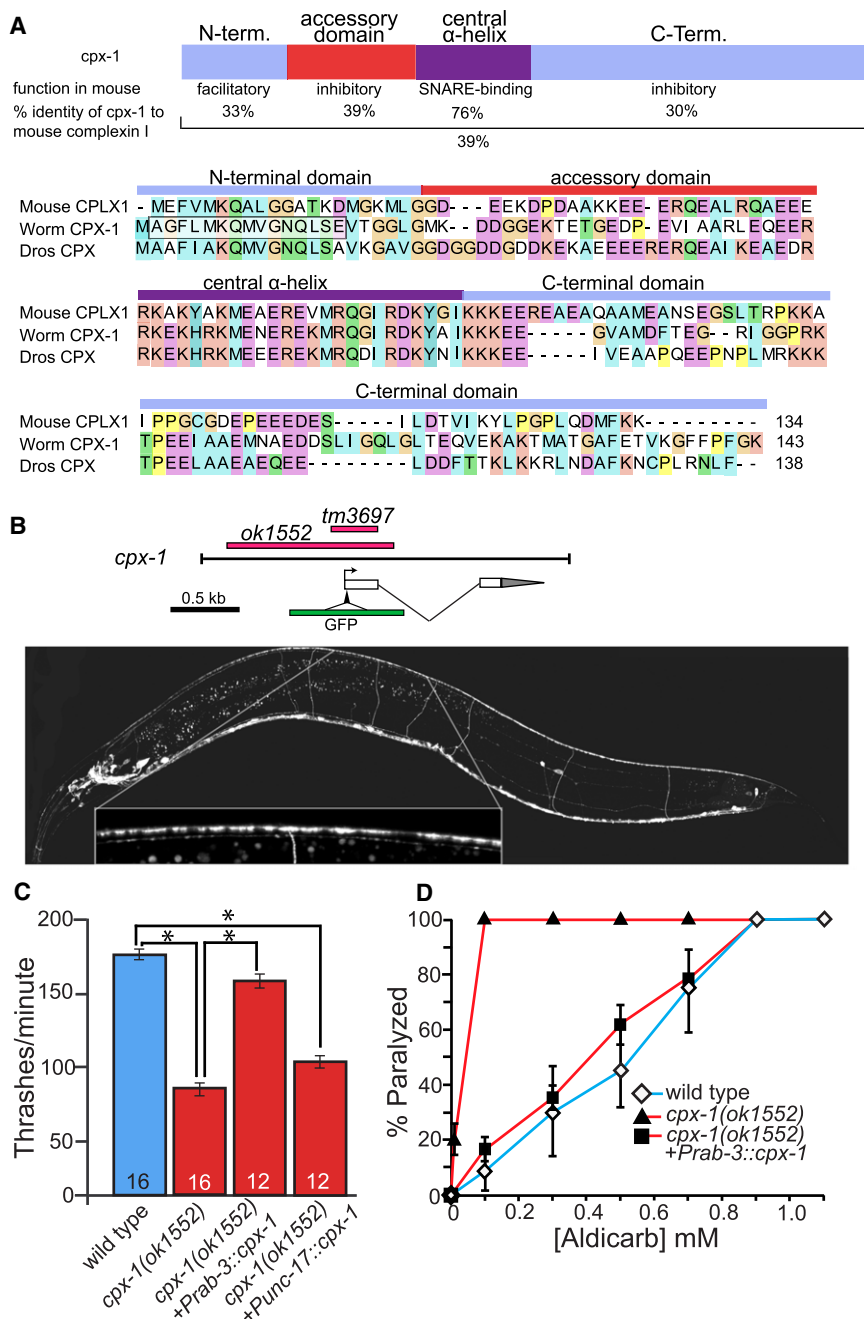 A
N-term.
accessory domain
central α-helix
C-Term.
cpx-1
function in mouse
facilitatory
inhibitory
SNARE-binding
inhibitory
% identity of cpx-1 to mouse complexin I
33%
39%
76%
30%
39%
N-terminal domain
accessory domain
Mouse CPLX1 - MEFVMKQALGGATKDMGKMLGGD - - - EEKDPDAAKKEE - ERQEALRQAEEE
Worm CPX-1 MAGFLMKQMVGNQLSEVTGGLGMK - - DDGGEKTETGEDP - EVIAARLEQEER
Dros CPX MAAFIAKQMVGNQLSAVKGAVGGDGGDDGDDKEKAEEEERERQEAIKEAEDR
central α-helix
C-terminal domain
Mouse CPLX1 RKAKYAKMEAEREVMRQGIRDKYGIKKKEEREAEAQAAMEANSEGSLTRPKKA
Worm CPX-1 RKEKHRKMENEREKMRQGIRDKYAIKKKEE - - - - - GVAMDFTEG - - RIGGPRK
Dros CPX RKEKHRKMEEEREKMRQDIRDKYNIKKKEE - - - - - IVEAAPQEEPNPLMRKKK
C-terminal domain
Mouse CPLX1 IPPGCGDEPEEEDES - - - - - ILDTVIKYLPGPLQDMFKK - - - - - 134
Worm CPX-1 TPEEIAAEMNAEDDSLIGQLGLTEQVEKAKTMATGAFETVKGFFPFGK 143
Dros CPX TPEELAAEAEQEE - - - - - - - - LDDFTTKLKKRLNDAFKNCPLRNLF - - 138
B
tm3697
ok1552
cpx-1
0.5 kb
GFP
C
Thrashes/minute
200
150
100
50
0
*
*
*
16
16
12
12
wild type
cpx-1(ok1552)
cpx-1(ok1552)
+Prab-3::cpx-1
cpx-1(ok1552)
+Punc-17::cpx-1
D
% Paralyzed
100
80
60
40
20
0
0
0.2
0.4
0.6
0.8
1.0
[Aldicarb] mM
wild type
cpx-1(ok1552)
cpx-1(ok1552)
+Prab-3::cpx-1